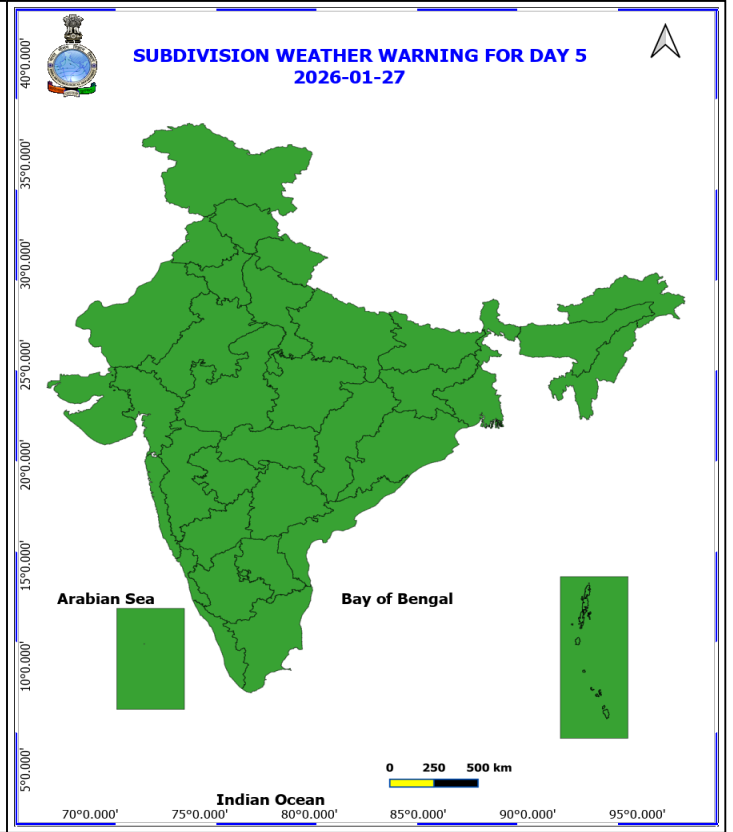 SUBDIVISION WEATHER WARNING FOR DAY 5
2026-01-27
40°0.000'
35°0.000'
30°0.000'
25°0.000'
20°0.000'
15°0.000'
10°0.000'
5°0.000'
Arabian Sea
Bay of Bengal
0 250 500 km
Indian Ocean
70°0.000' 75°0.000' 80°0.000' 85°0.000' 90°0.000' 95°0.000'